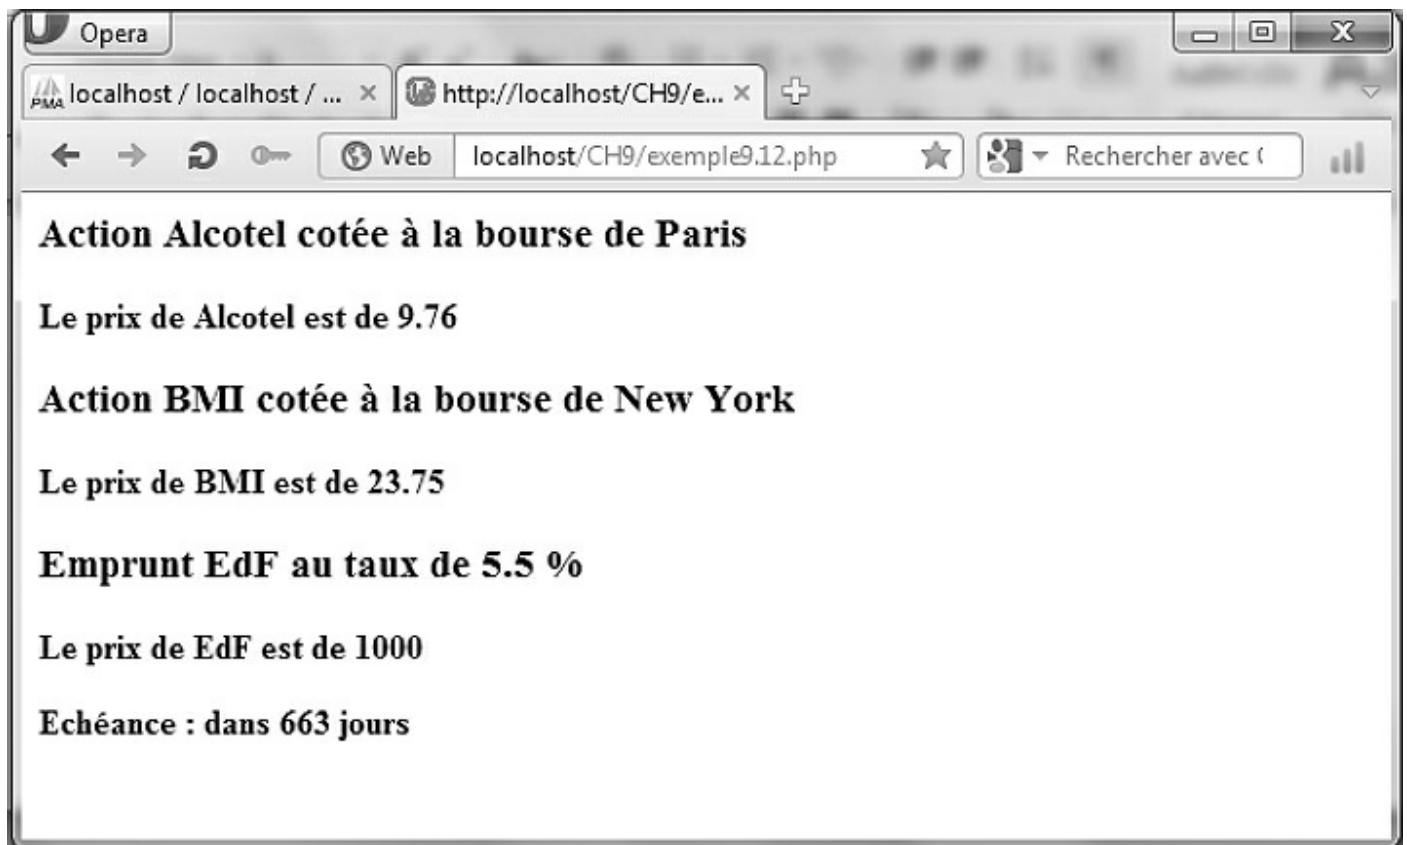 Opera
PMA localhost / localhost / ...
http://localhost/CH9/e...
Web localhost/CH9/exemple9.12.php Rechercher avec
Action Alcotel cotée à la bourse de Paris
Le prix de Alcotel est de 9.76
Action BMI cotée à la bourse de New York
Le prix de BMI est de 23.75
Emprunt EdF au taux de 5.5 %
Le prix de EdF est de 1000
Echéance : dans 663 jours